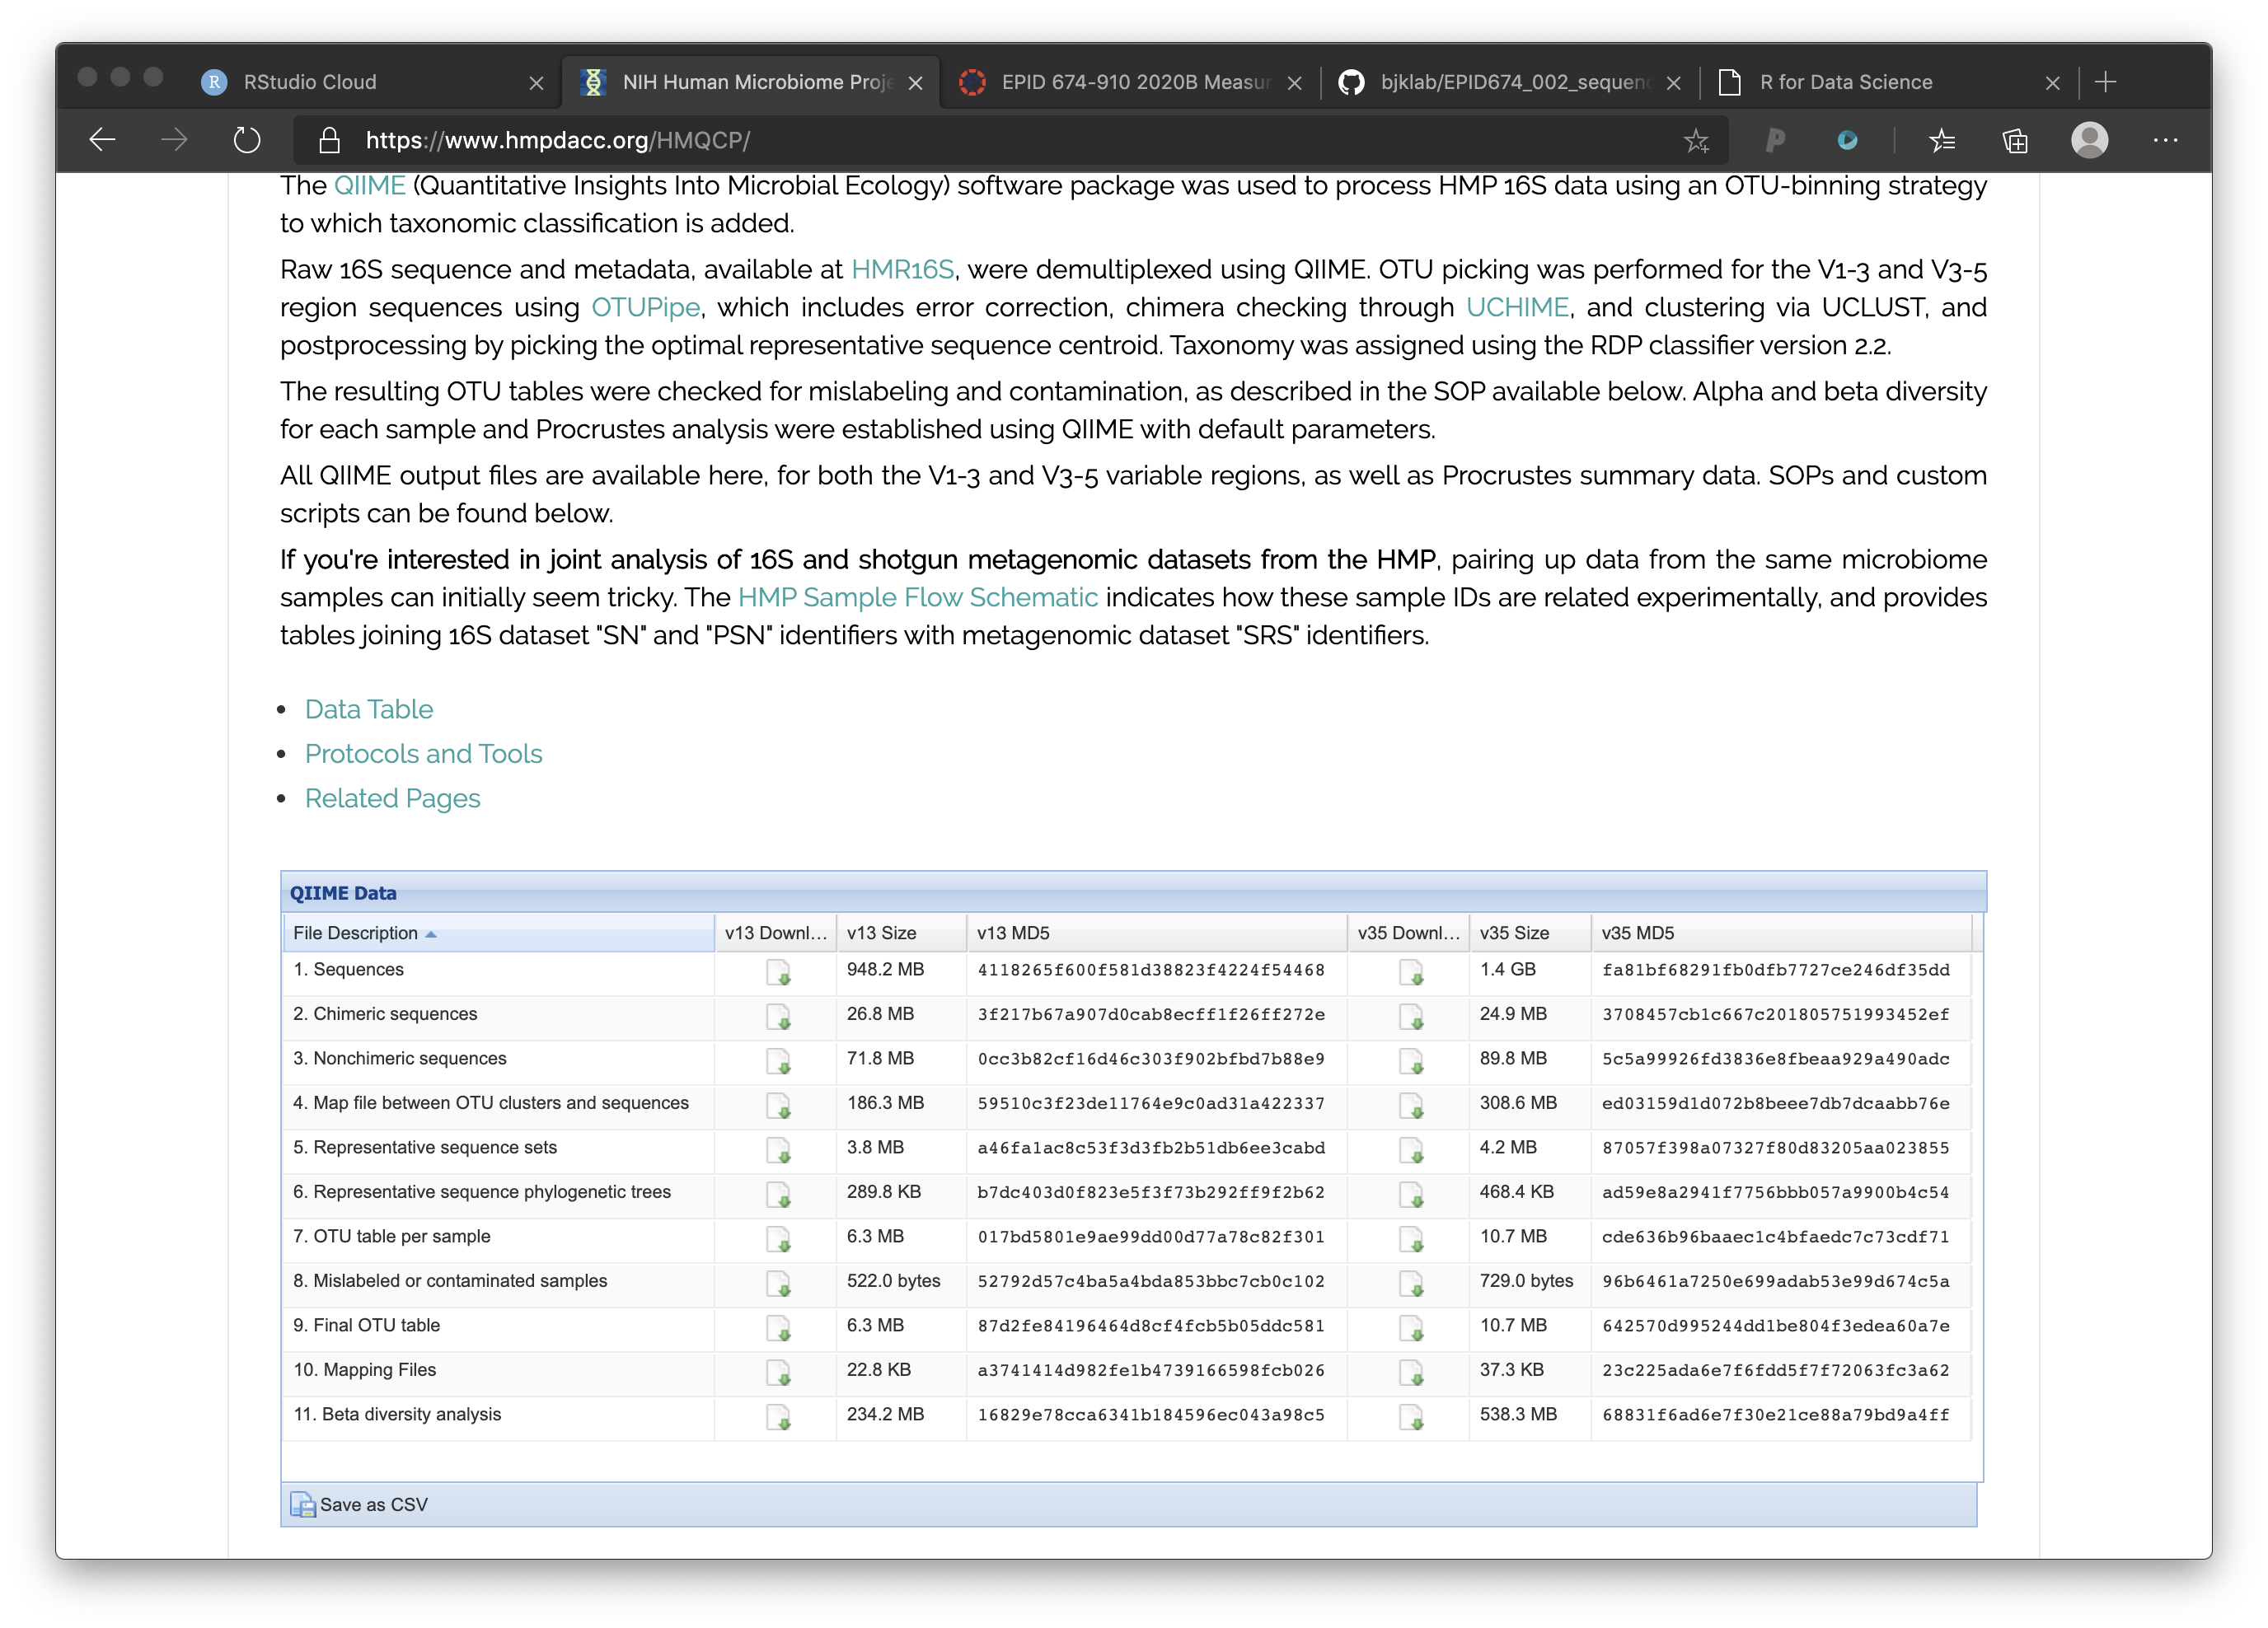 RStudio Cloud
NIH Human Microbiome Proje
EPID 674-910 2020B Measur
bjklab/EPID674_002_sequen
R for Data Science
https://www.hmpdacc.org/HMQCP/
The QIIME (Quantitative Insights Into Microbial Ecology) software package was used to process HMP 16S data using an OTU-binning strategy
to which taxonomic classification is added.
Raw 16S sequence and metadata, available at HMR16S, were demultiplexed using QIIME. OTU picking was performed for the V1-3 and V3-5
region sequences using OTUPipe, which includes error correction, chimera checking through UCHIME, and clustering via UCLUST, and
postprocessing by picking the optimal representative sequence centroid. Taxonomy was assigned using the RDP classifier version 2.2.
The resulting OTU tables were checked for mislabeling and contamination, as described in the SOP available below. Alpha and beta diversity
for each sample and Procrustes analysis were established using QIIME with default parameters.
All QIIME output files are available here, for both the V1-3 and V3-5 variable regions, as well as Procrustes summary data. SOPs and custom
scripts can be found below.
If you're interested in joint analysis of 16S and shotgun metagenomic datasets from the HMP, pairing up data from the same microbiome
samples can initially seem tricky. The HMP Sample Flow Schematic indicates how these sample IDs are related experimentally, and provides
tables joining 16S dataset "SN" and "PSN" identifiers with metagenomic dataset "SRS" identifiers.
• Data Table
• Protocols and Tools
• Related Pages
QIIME Data
File Description v13 Downl... v13 Size v13 MD5 v35 Downl... v35 Size v35 MD5
1. Sequences 948.2 MB 4118265f600f581d38823f4224f54468 1.4 GB fa81bf68291fb0dfb7727ce246df35dd
2. Chimeric sequences 26.8 MB 3f217b67a907d0cab8ecff1f26ff272e 24.9 MB 3708457cb1c667c201805751993452ef
3. Nonchimeric sequences 71.8 MB 0cc3b82cf16d46c303f902bfbd7b88e9 89.8 MB 5c5a99926fd3836e8fbeaa929a490adc
4. Map file between OTU clusters and sequences 186.3 MB 59510c3f23de11764e9c0ad31a422337 308.6 MB ed03159d1d072b8beee7db7dcaabb76e
5. Representative sequence sets 3.8 MB a46fa1ac8c53f3d3fb2b51db6ee3cabd 4.2 MB 87057f398a07327f80d83205aa023855
6. Representative sequence phylogenetic trees 289.8 KB b7dc403d0f823e5f3f73b292ff9f2b62 468.4 KB ad59e8a2941f7756bbb057a9900b4c54
7. OTU table per sample 6.3 MB 017bd5801e9ae99dd00d77a78c82f301 10.7 MB cde636b96baaec1c4bfaedc7c73cdf71
8. Mislabeled or contaminated samples 522.0 bytes 52792d57c4ba5a4bda853bbc7cb0c102 729.0 bytes 96b6461a7250e699adab53e99d674c5a
9. Final OTU table 6.3 MB 87d2fe84196464d8cf4fcb5b05ddc581 10.7 MB 642570d995244dd1be804f3edea60a7e
10. Mapping Files 22.8 KB a3741414d982fe1b4739166598fcb026 37.3 KB 23c225ada6e7f6fdd5f7f72063fc3a62
11. Beta diversity analysis 234.2 MB 16829e78cca6341b184596ec043a98c5 538.3 MB 68831f6ad6e7f30e21ce88a79bd9a4ff
Save as CSV